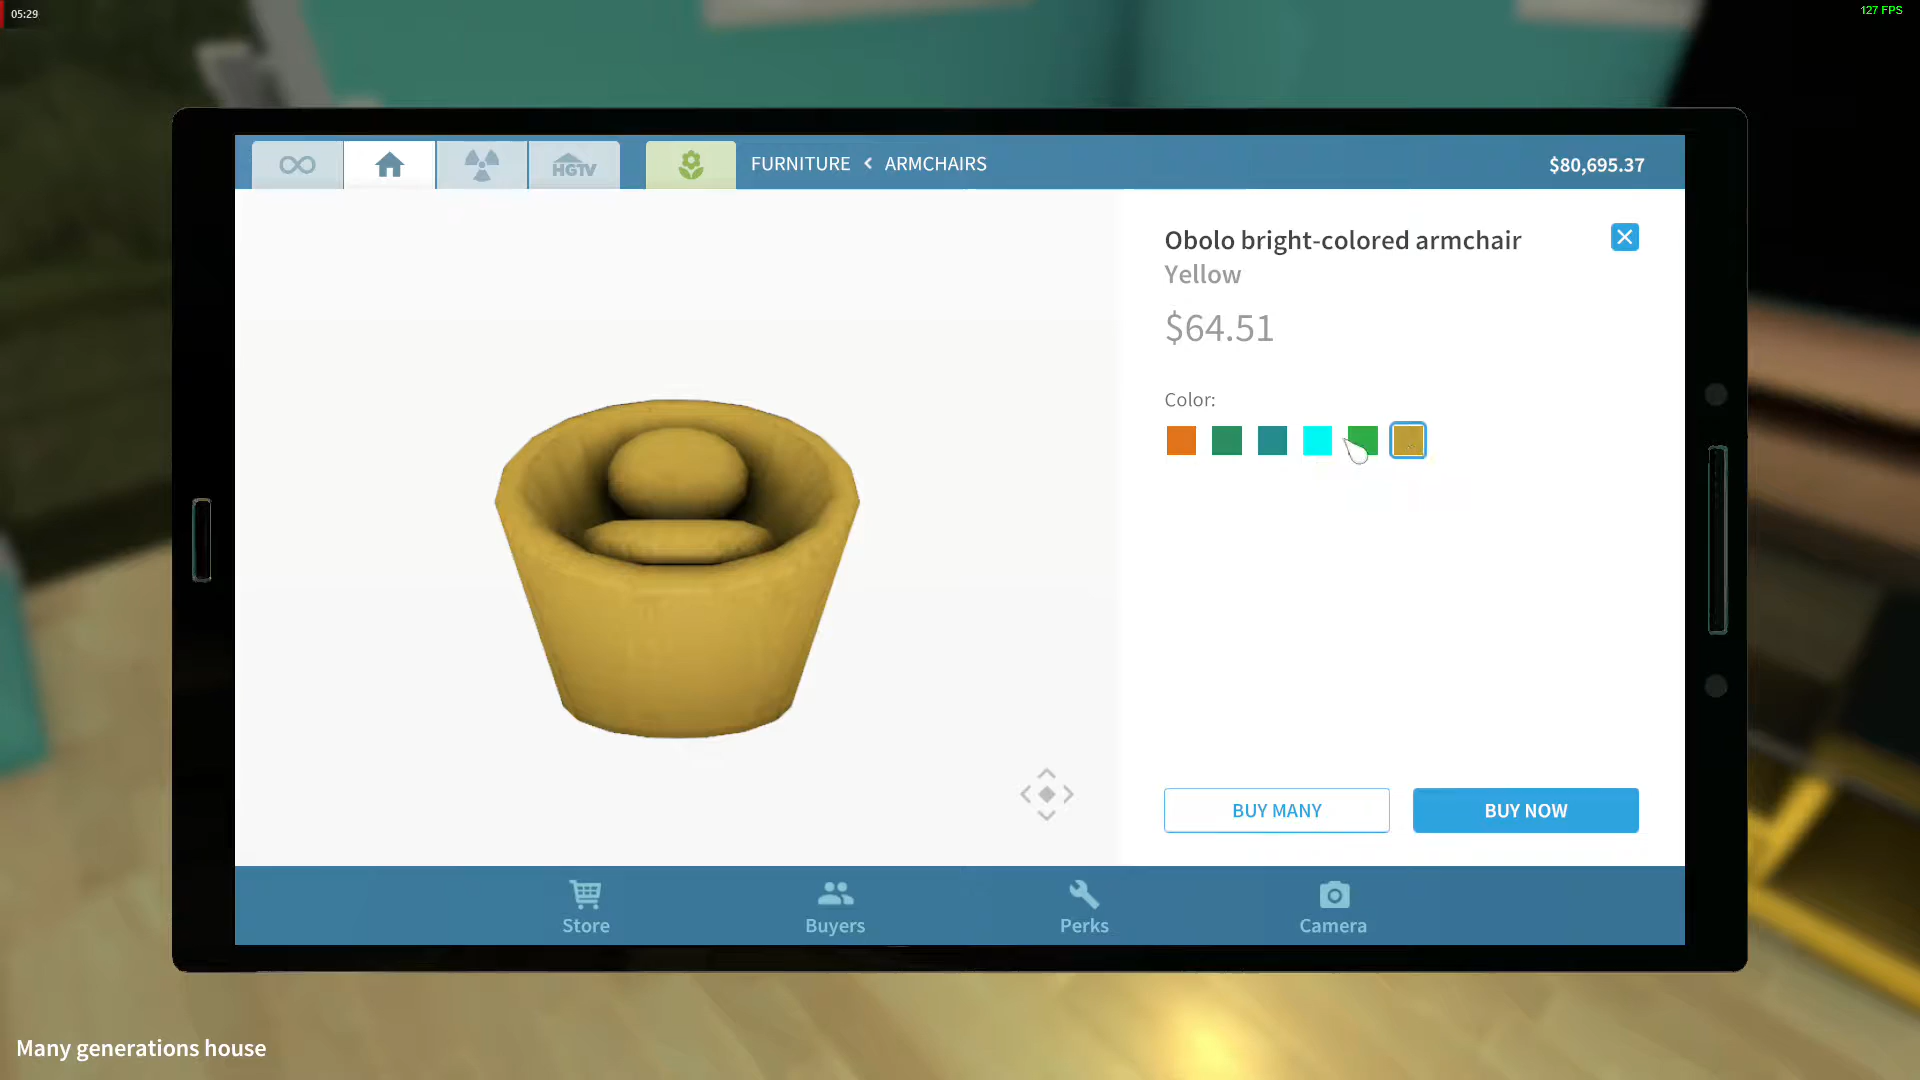 05:29
127 FPS
HGTV
FURNITURE < ARMCHAIRS
$80,695.37
Obolo bright-colored armchair
Yellow
$64.51
Color:
BUY MANY
BUY NOW
Store
Buyers
Perks
Camera
Many generations house